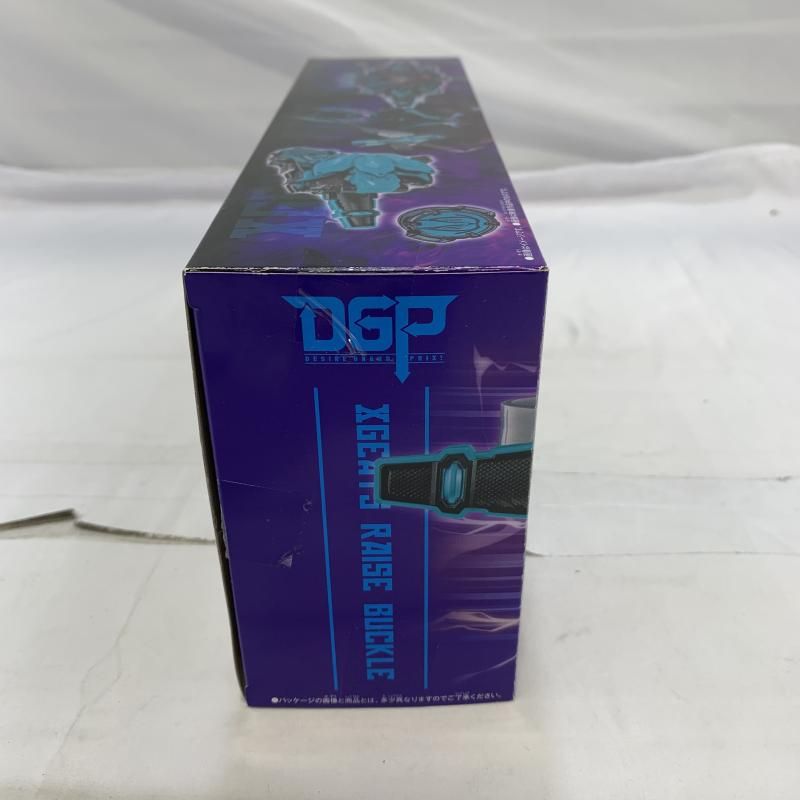 DGP
DESIRE GRAND PRIX!
XGEATS RAISE BUCKLE
●パッケージの画像と商品とは、多少異なりますのでご了承ください。